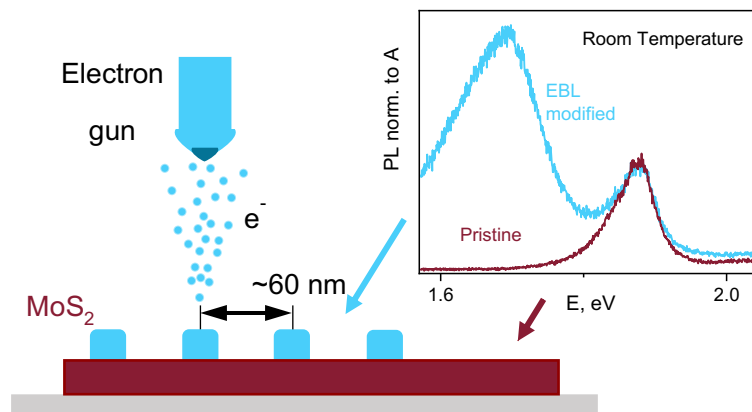 Electron
gun
e-
~60 nm
MoS2
Room Temperature
EBL
modified
Pristine
PL norm. to A
1.6
E, eV
2.0